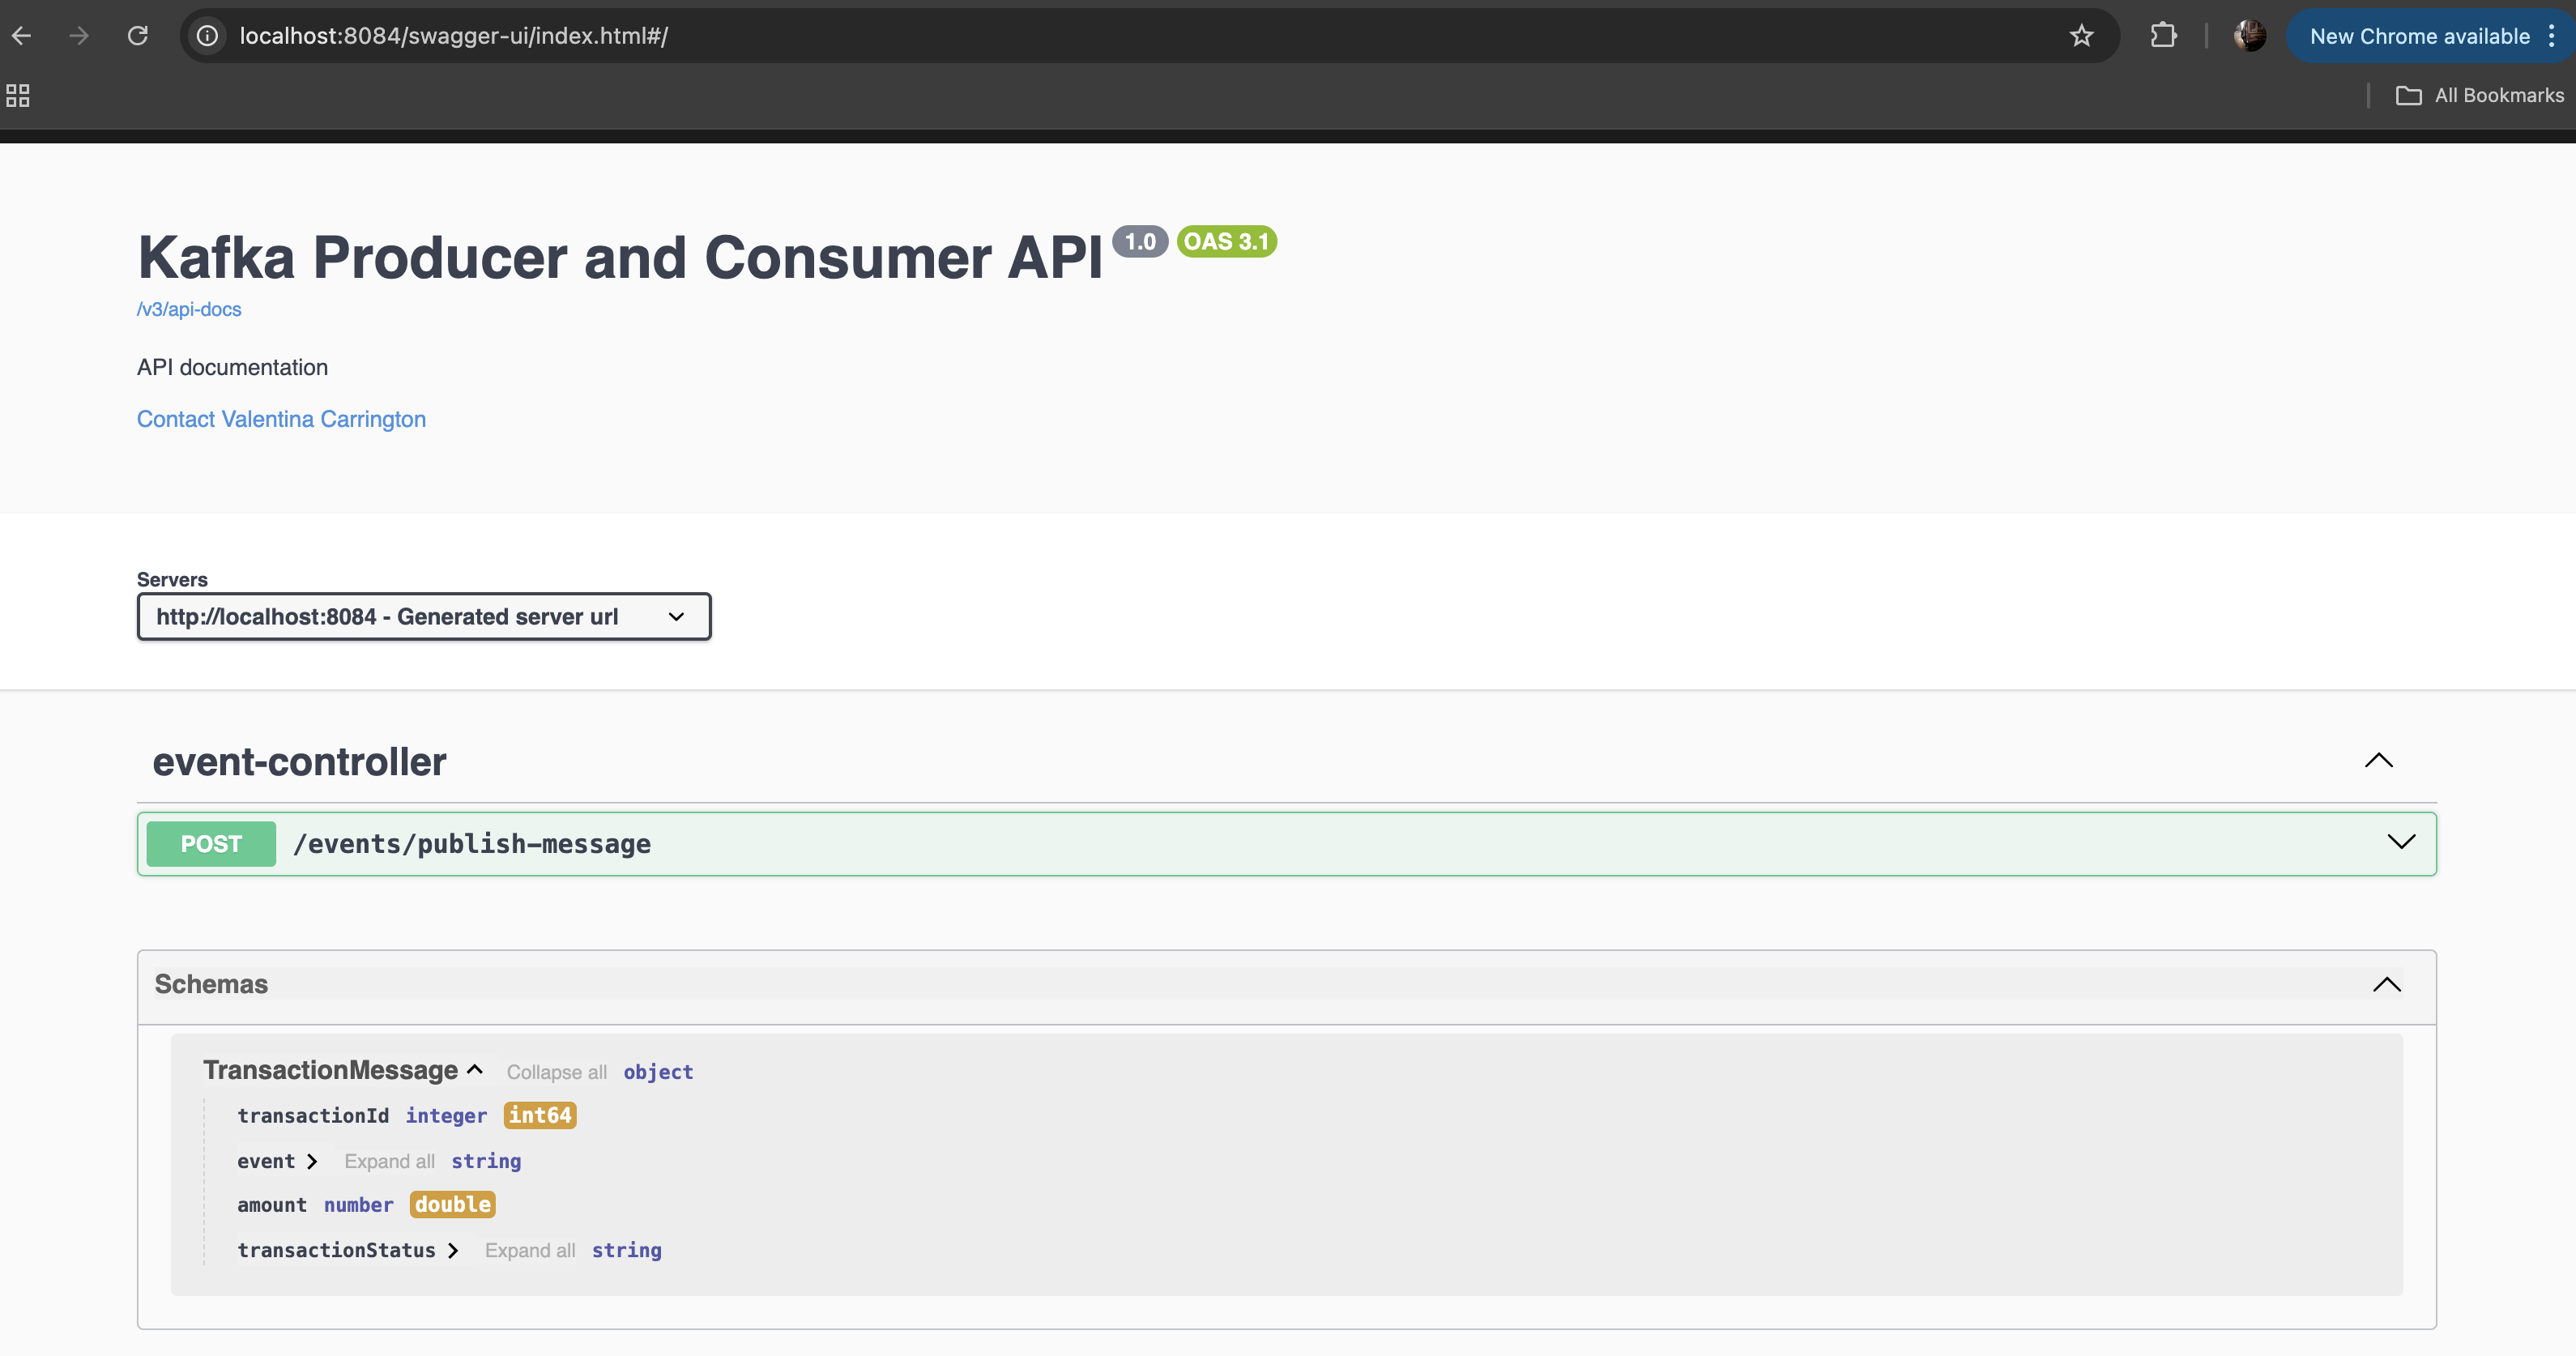 localhost:8084/swagger-ui/index.html#/
New Chrome available
All Bookmarks
Kafka Producer and Consumer API 1.0 OAS 3.1
/v3/api-docs
API documentation
Contact Valentina Carrington
Servers
http://localhost:8084 - Generated server url
event-controller
POST /events/publish-message
Schemas
TransactionMessage Collapse all object
transactionId integer int64
event Expand all string
amount number double
transactionStatus Expand all string